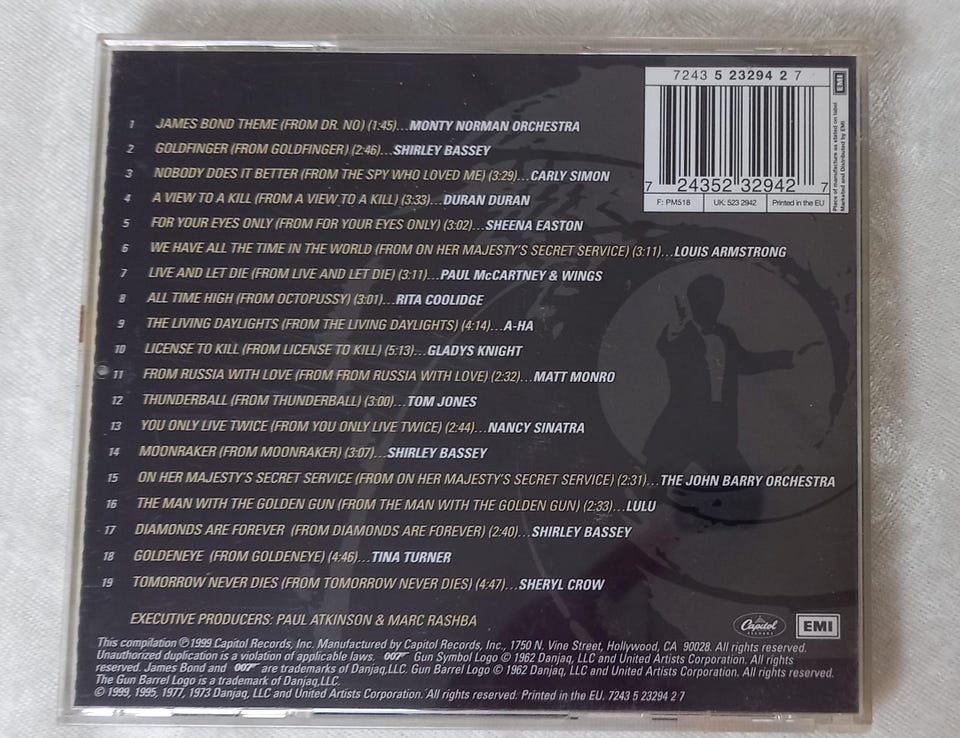 7243 5 23294 2 7
EMI
Place of manufacture as stated on label
Marketed and Distributed by EMI
7 24352 32942 7
F: PM518 UK: 523 2942 Printed in the EU
1 JAMES BOND THEME (FROM DR. NO) (1:45)...MONTY NORMAN ORCHESTRA
2 GOLDFINGER (FROM GOLDFINGER) (2:46)...SHIRLEY BASSEY
3 NOBODY DOES IT BETTER (FROM THE SPY WHO LOVED ME) (3:29)...CARLY SIMON
4 A VIEW TO A KILL (FROM A VIEW TO A KILL) (3:33)...DURAN DURAN
5 FOR YOUR EYES ONLY (FROM FOR YOUR EYES ONLY) (3:02)...SHEENA EASTON
6 WE HAVE ALL THE TIME IN THE WORLD (FROM ON HER MAJESTY'S SECRET SERVICE) (3:11)...LOUIS ARMSTRONG
7 LIVE AND LET DIE (FROM LIVE AND LET DIE) (3:11)...PAUL McCARTNEY & WINGS
8 ALL TIME HIGH (FROM OCTOPUSSY) (3:01)...RITA COOLIDGE
9 THE LIVING DAYLIGHTS (FROM THE LIVING DAYLIGHTS) (4:14)...A-HA
10 LICENSE TO KILL (FROM LICENSE TO KILL) (5:13)...GLADYS KNIGHT
11 FROM RUSSIA WITH LOVE (FROM FROM RUSSIA WITH LOVE) (2:32)...MATT MONRO
12 THUNDERBALL (FROM THUNDERBALL) (3:00)...TOM JONES
13 YOU ONLY LIVE TWICE (FROM YOU ONLY LIVE TWICE) (2:44)...NANCY SINATRA
14 MOONRAKER (FROM MOONRAKER) (3:07)...SHIRLEY BASSEY
15 ON HER MAJESTY'S SECRET SERVICE (FROM ON HER MAJESTY'S SECRET SERVICE) (2:31)...THE JOHN BARRY ORCHESTRA
16 THE MAN WITH THE GOLDEN GUN (FROM THE MAN WITH THE GOLDEN GUN) (2:33)...LULU
17 DIAMONDS ARE FOREVER (FROM DIAMONDS ARE FOREVER) (2:40)...SHIRLEY BASSEY
18 GOLDENEYE (FROM GOLDENEYE) (4:46)...TINA TURNER
19 TOMORROW NEVER DIES (FROM TOMORROW NEVER DIES) (4:47)...SHERYL CROW
EXECUTIVE PRODUCERS: PAUL ATKINSON & MARC RASHBA
Capitol RECORDS EMI
This compilation ℗1999 Capitol Records, Inc. Manufactured by Capitol Records, Inc., 1750 N. Vine Street, Hollywood, CA 90028. All rights reserved.
Unauthorized duplication is a violation of applicable laws. 007 Gun Symbol Logo © 1962 Danjaq, LLC and United Artists Corporation. All rights
reserved. James Bond and 007 are trademarks of Danjaq,LLC. Gun Barrel Logo © 1962 Danjaq, LLC and United Artists Corporation. All rights reserved.
The Gun Barrel Logo is a trademark of Danjaq,LLC.
© 1999, 1995, 1977, 1973 Danjaq, LLC and United Artists Corporation. All rights reserved. Printed in the EU. 7243 5 23294 2 7